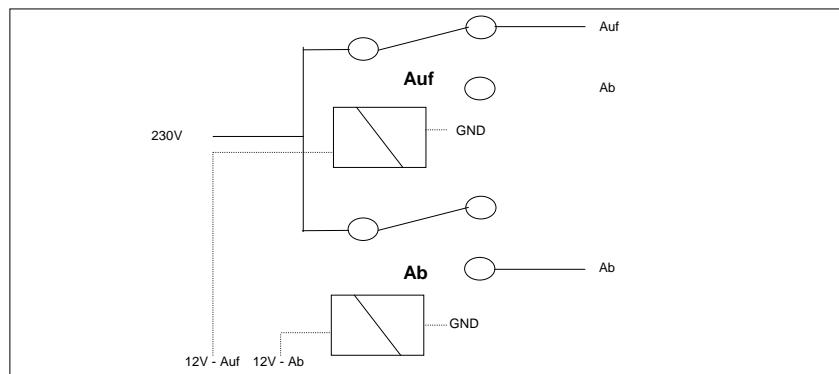 Auf
Auf
Ab
230V
GND
Ab
Ab
GND
12V - Auf
12V - Ab